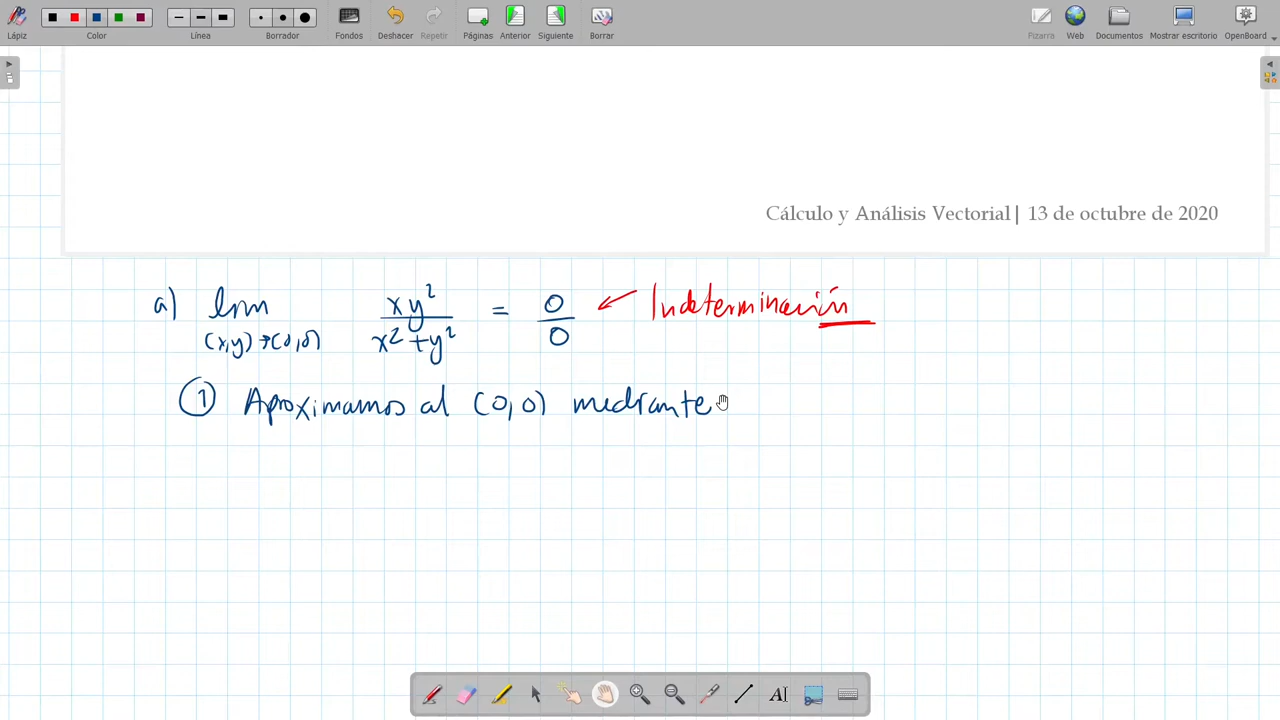 Lápiz Color Línea Borrador Fondos Deshacer Repetir Páginas Anterior Siguiente Borrar Pizarra Web Documentos Mostrar escritorio OpenBoard
Cálculo y Análisis Vectorial| 13 de octubre de 2020
a) lim xy² / x²+y² = 0/0 ← Indeterminación
(x,y)→(0,0)
① Aproximamos al (0,0) mediante